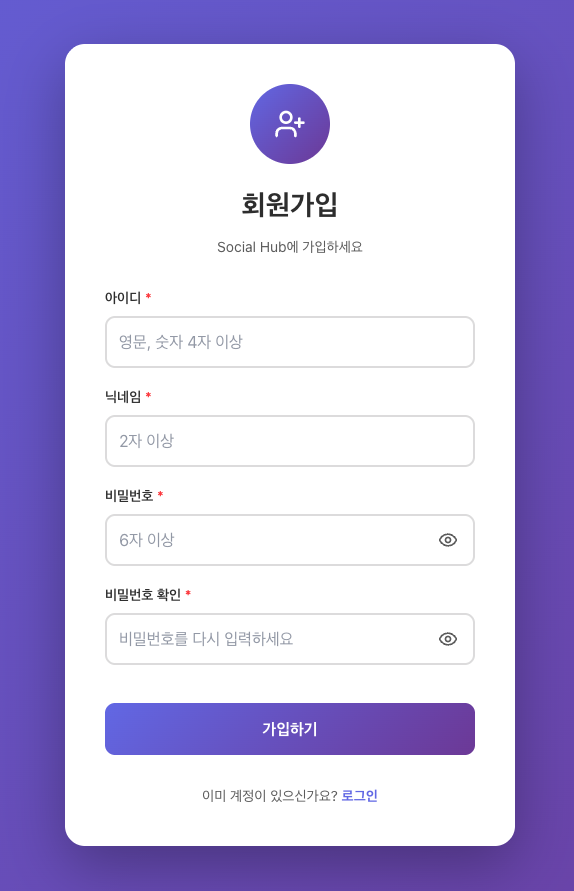 회원가입
Social Hub에 가입하세요
아이디 *
영문, 숫자 4자 이상
닉네임 *
2자 이상
비밀번호 *
6자 이상
비밀번호 확인 *
비밀번호를 다시 입력하세요
가입하기
이미 계정이 있으신가요? 로그인